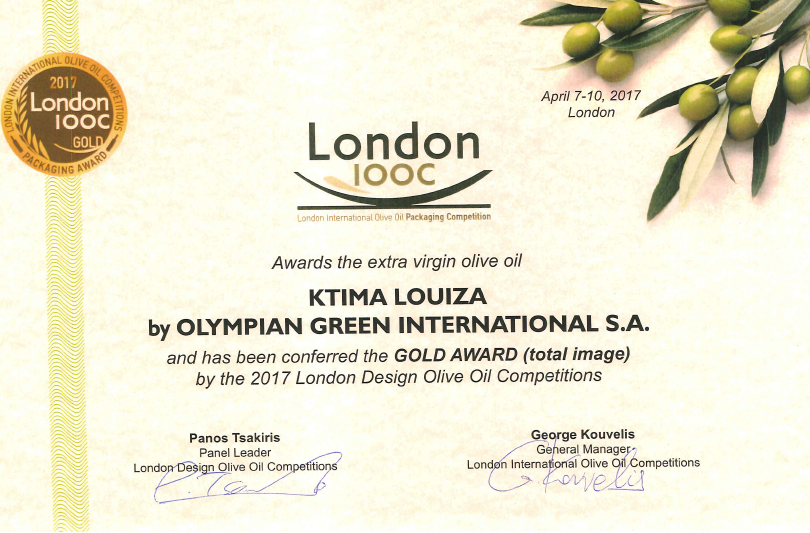 LONDON INTERNATIONAL OLIVE OIL COMPETITIONS
2017
London
IOOC
GOLD
PACKAGING AWARD
April 7-10, 2017
London
London
IOOC
London International Olive Oil Packaging Competition
Awards the extra virgin olive oil
KTIMA LOUIZA
by OLYMPIAN GREEN INTERNATIONAL S.A.
and has been conferred the GOLD AWARD (total image)
by the 2017 London Design Olive Oil Competitions
Panos Tsakiris
Panel Leader
London Design Olive Oil Competitions
George Kouvelis
General Manager
London International Olive Oil Competitions